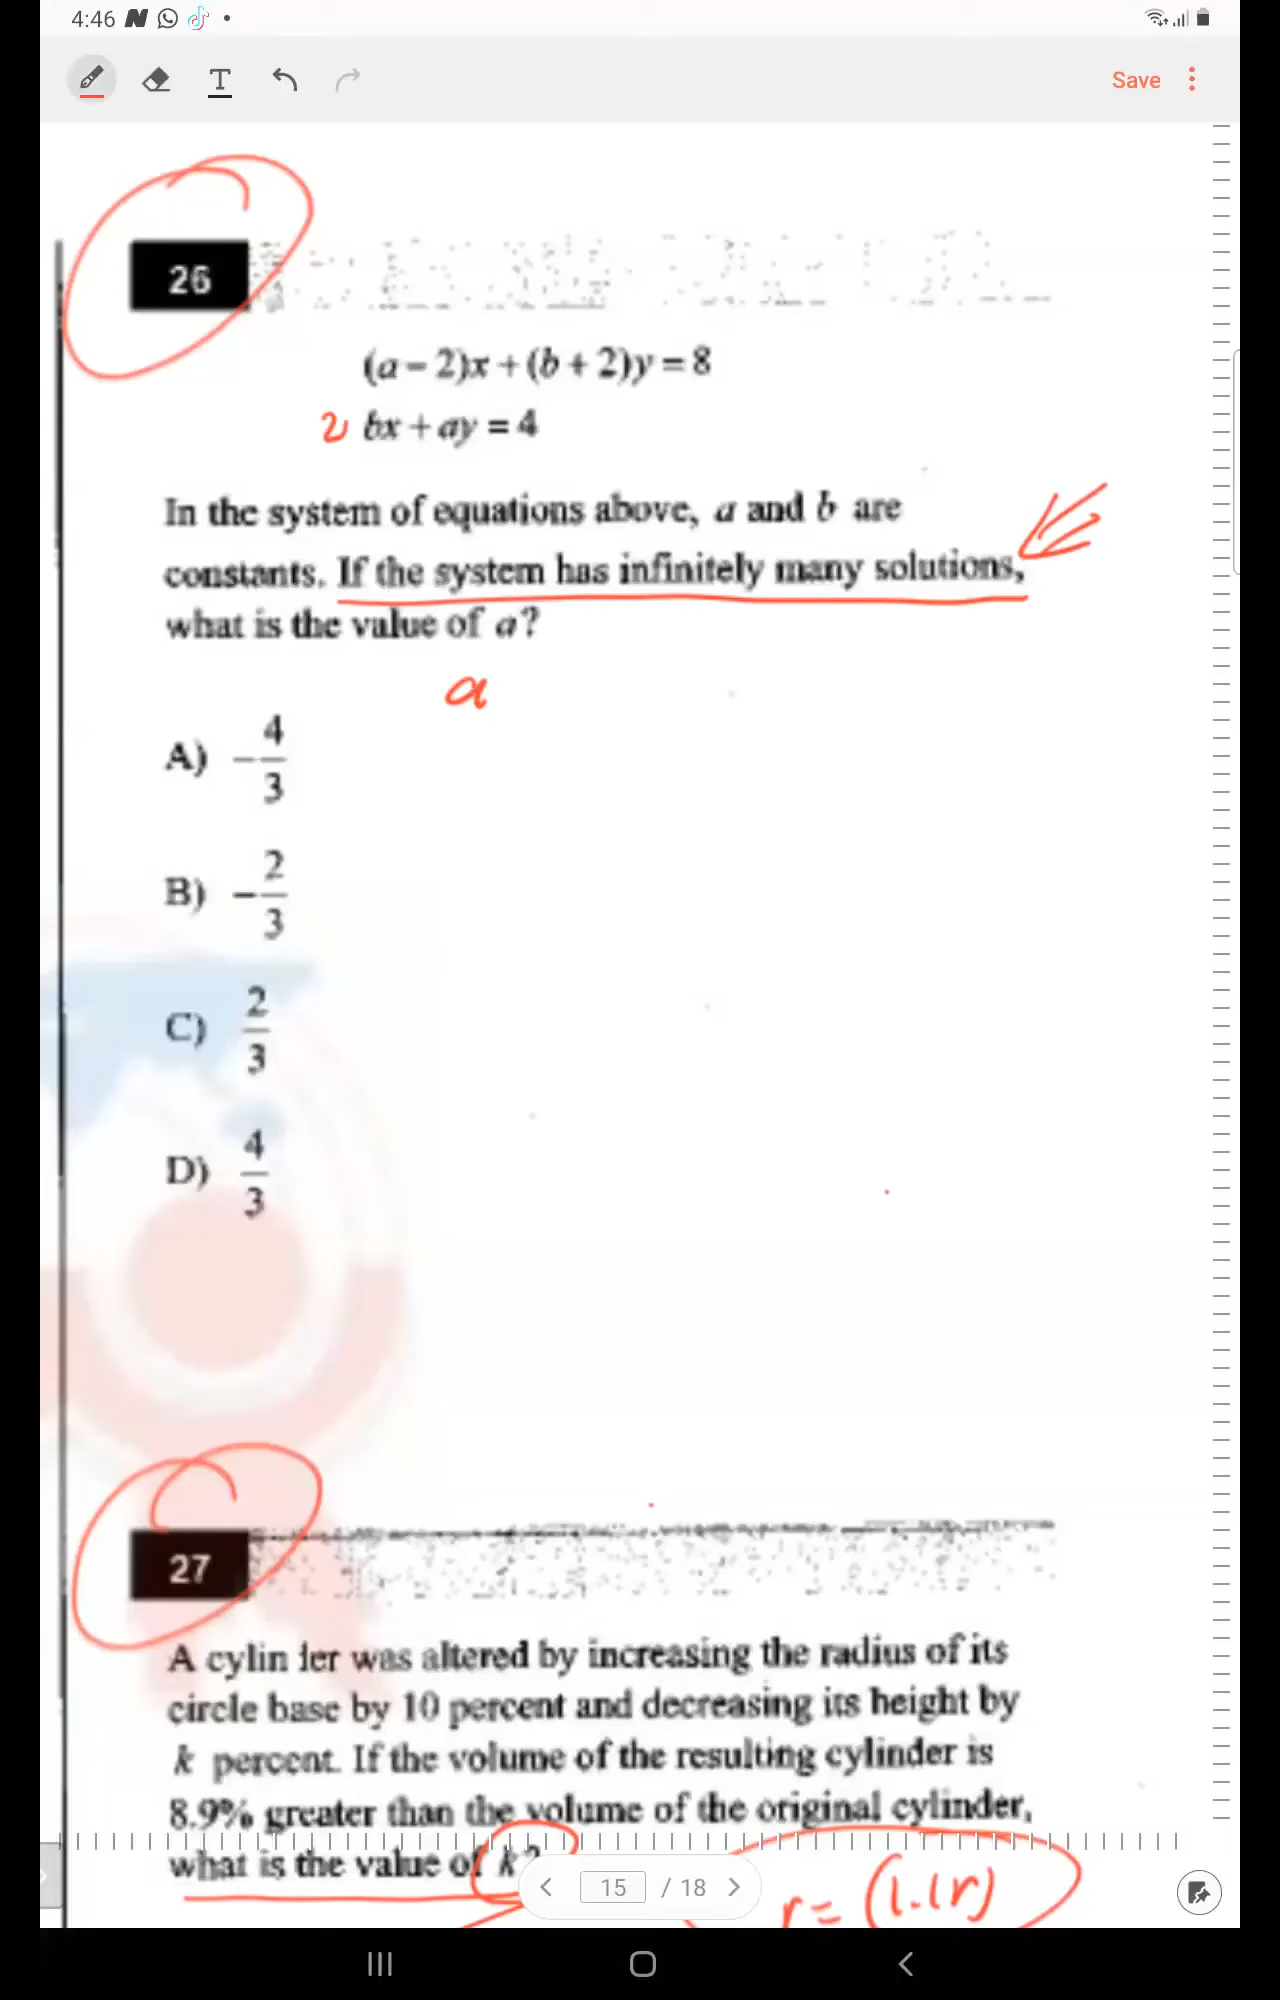 4:46
T
Save
26
(a – 2)x + (b + 2)y = 8
2 bx + ay = 4
In the system of equations above, a and b are
constants. If the system has infinitely many solutions,
what is the value of a?
a
A) –4/3
B) –2/3
C) 2/3
D) 4/3
27
A cylin ler was altered by increasing the radius of its
circle base by 10 percent and decreasing its height by
k percent. If the volume of the resulting cylinder is
8.9% greater than the volume of the original cylinder,
what is the value of k?
15 / 18
r = (1.1r)